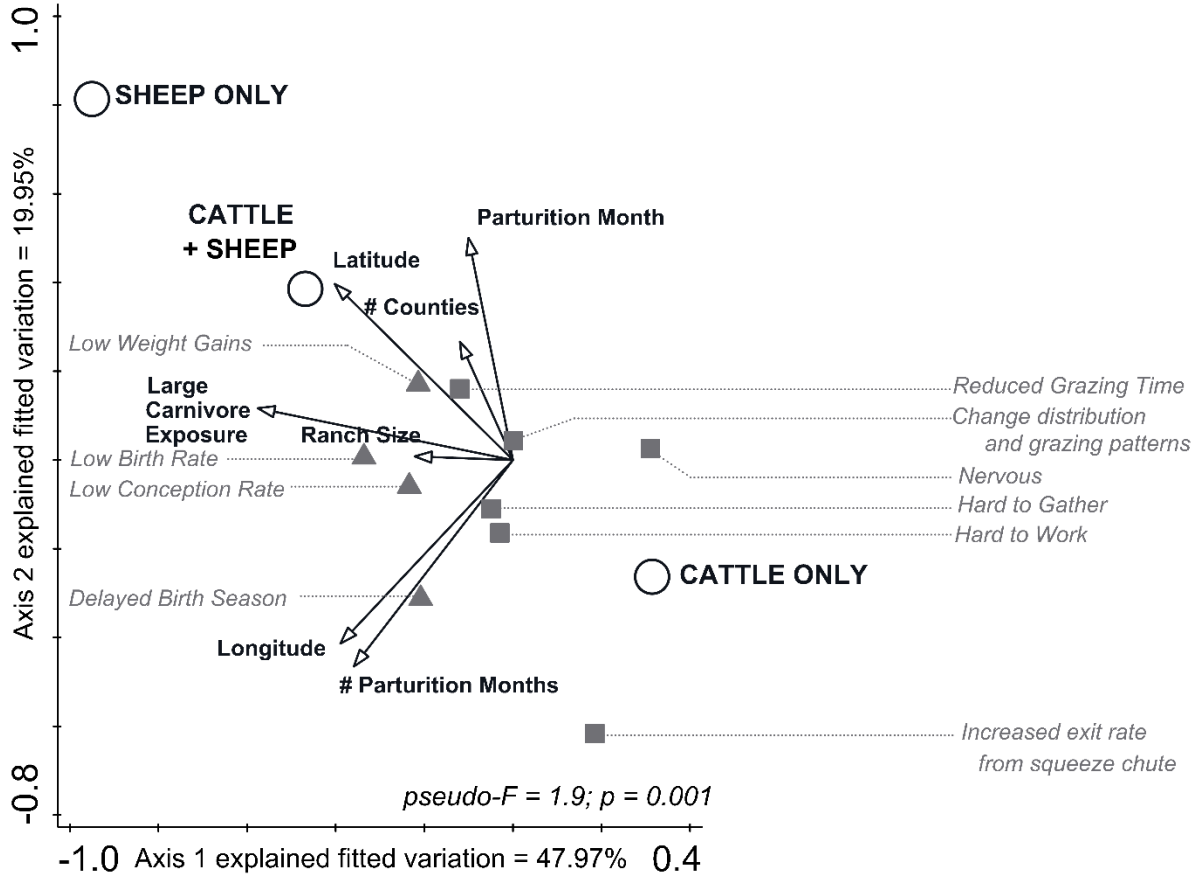 1.0
SHEEP ONLY
CATTLE
+ SHEEP
Parturition Month
Latitude
# Counties
Low Weight Gains
Large
Carnivore
Exposure
Ranch Size
Reduced Grazing Time
Change distribution
and grazing patterns
Low Birth Rate
Nervous
Low Conception Rate
Hard to Gather
Hard to Work
CATTLE ONLY
Delayed Birth Season
Longitude
# Parturition Months
Increased exit rate
from squeeze chute
Axis 2 explained fitted variation = 19.95%
-0.8
pseudo-F = 1.9; p = 0.001
-1.0 Axis 1 explained fitted variation = 47.97% 0.4